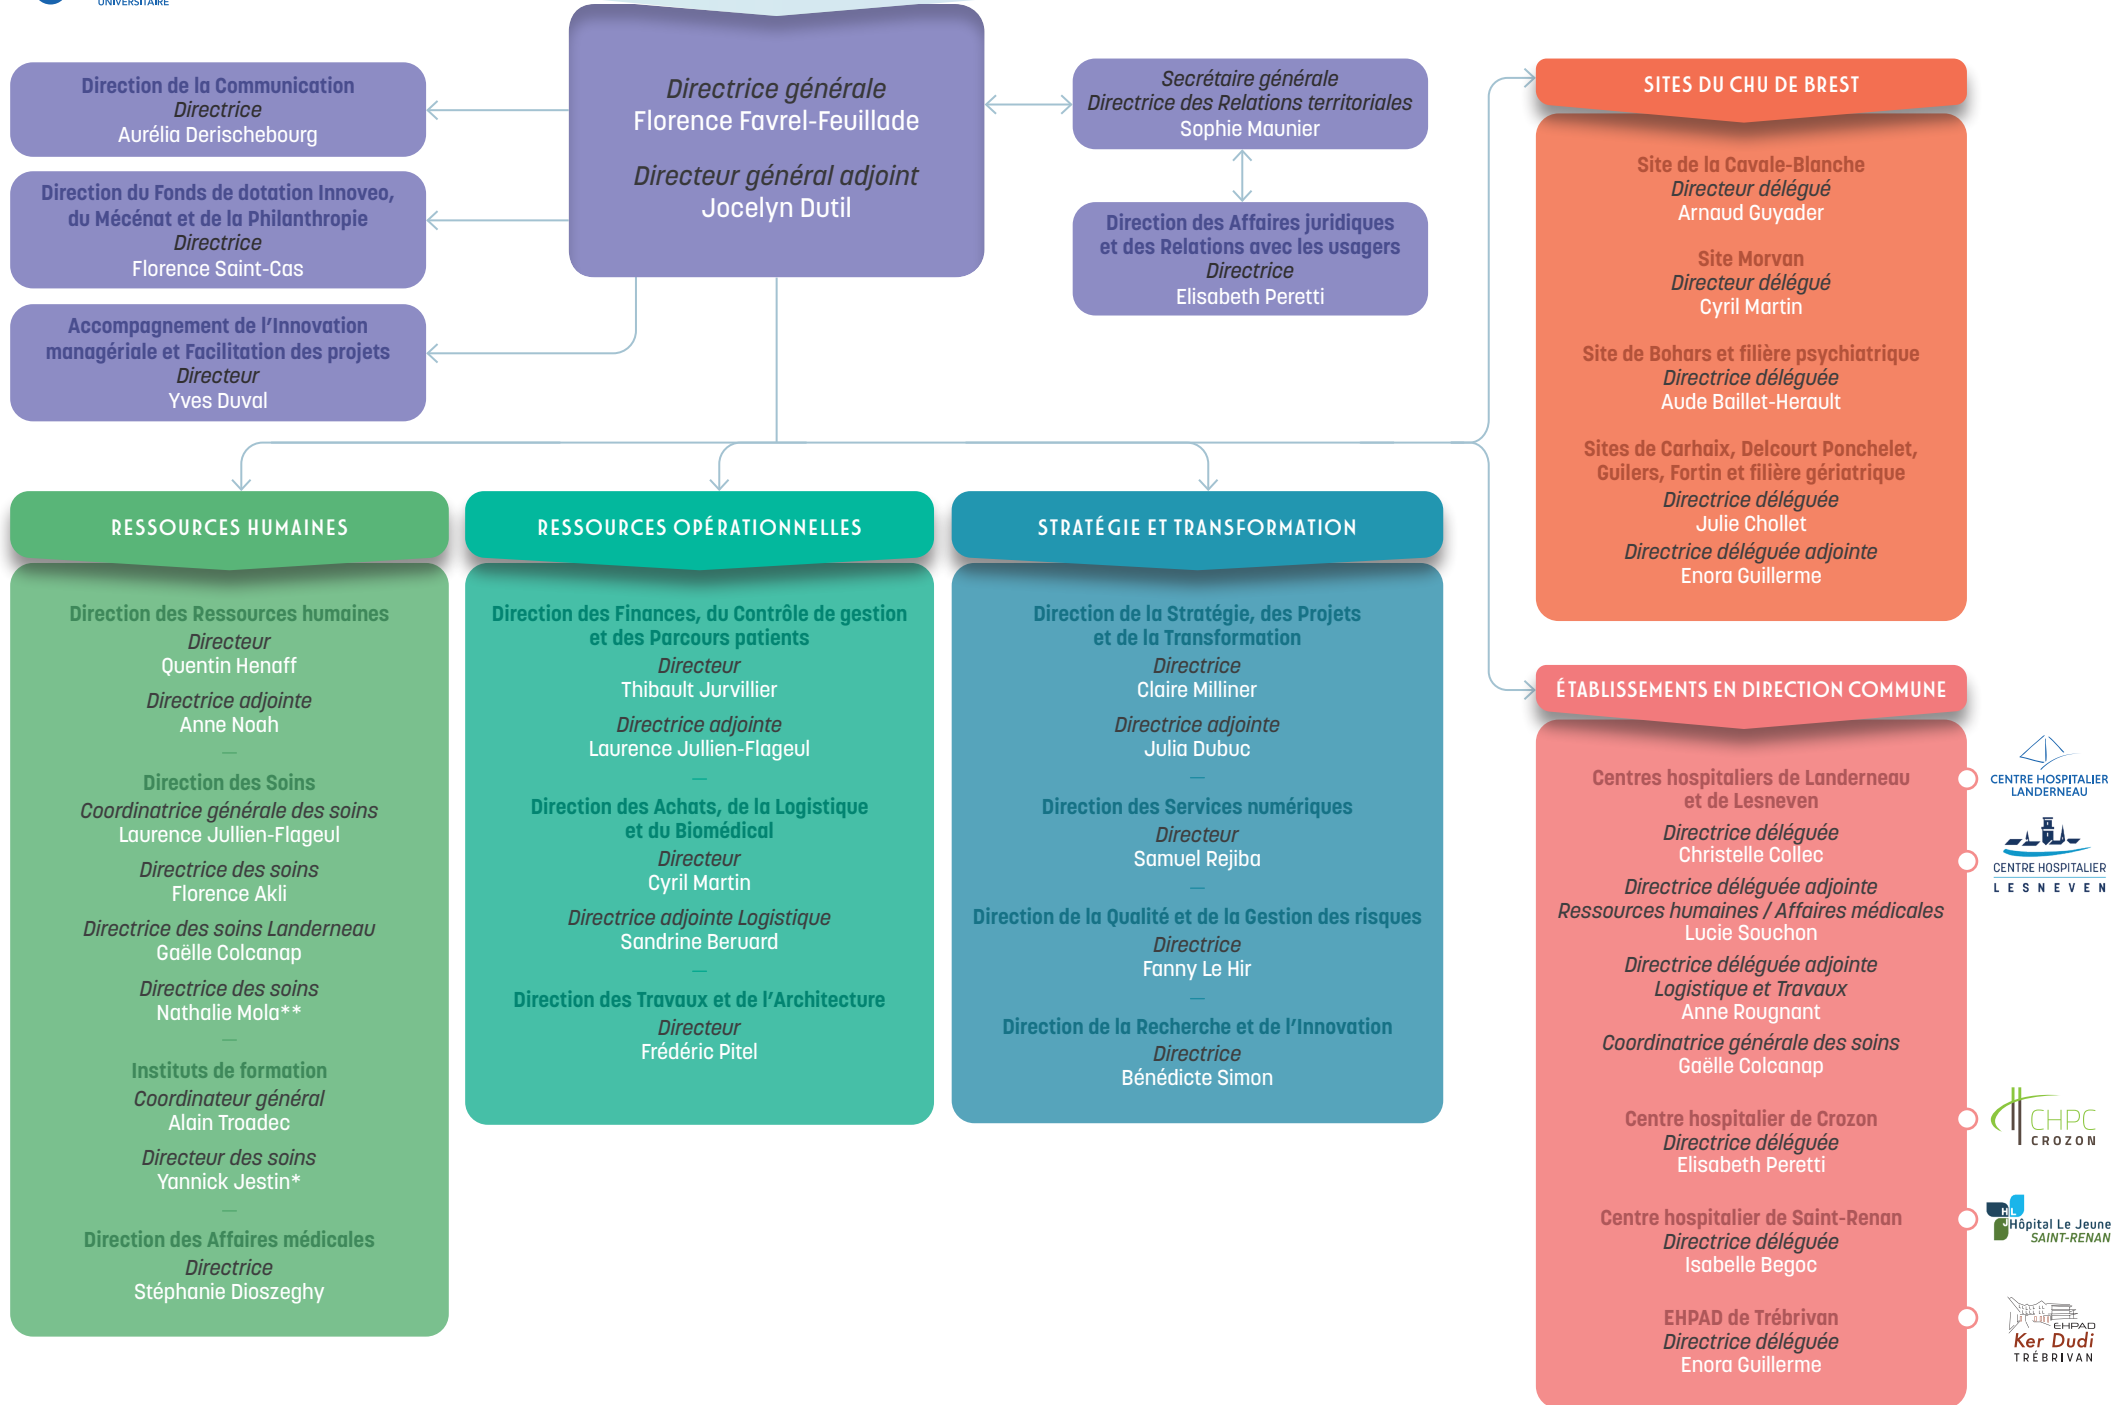 UNIVERSITAIRE
Directrice générale
Florence Favrel-Feuillade
Directeur général adjoint
Jocelyn Dutil
Direction de la Communication
Directrice
Aurélia Derischebourg
Direction du Fonds de dotation Innoveo,
du Mécénat et de la Philanthropie
Directrice
Florence Saint-Cas
Accompagnement de l'Innovation
managériale et Facilitation des projets
Directeur
Yves Duval
Secrétaire générale
Directrice des Relations territoriales
Sophie Maunier
Direction des Affaires juridiques
et des Relations avec les usagers
Directrice
Elisabeth Peretti
SITES DU CHU DE BREST
Site de la Cavale-Blanche
Directeur délégué
Arnaud Guyader
Site Morvan
Directeur délégué
Cyril Martin
Site de Bohars et filière psychiatrique
Directrice déléguée
Aude Baillet-Herault
Sites de Carhaix, Delcourt Ponchelet,
Guilers, Fortin et filière gériatrique
Directrice déléguée
Julie Chollet
Directrice déléguée adjointe
Enora Guillerme
RESSOURCES HUMAINES
Direction des Ressources humaines
Directeur
Quentin Henaff
Directrice adjointe
Anne Noah
—
Direction des Soins
Coordinatrice générale des soins
Laurence Jullien-Flageul
Directrice des soins
Florence Akli
Directrice des soins Landerneau
Gaëlle Colcanap
Directrice des soins
Nathalie Mola**
—
Instituts de formation
Coordinateur général
Alain Troadec
Directeur des soins
Yannick Jestin*
—
Direction des Affaires médicales
Directrice
Stéphanie Dioszeghy
RESSOURCES OPÉRATIONNELLES
Direction des Finances, du Contrôle de gestion
et des Parcours patients
Directeur
Thibault Jurvillier
Directrice adjointe
Laurence Jullien-Flageul
—
Direction des Achats, de la Logistique
et du Biomédical
Directeur
Cyril Martin
Directrice adjointe Logistique
Sandrine Beruard
—
Direction des Travaux et de l'Architecture
Directeur
Frédéric Pitel
STRATÉGIE ET TRANSFORMATION
Direction de la Stratégie, des Projets
et de la Transformation
Directrice
Claire Milliner
Directrice adjointe
Julia Dubuc
—
Direction des Services numériques
Directeur
Samuel Rejiba
—
Direction de la Qualité et de la Gestion des risques
Directrice
Fanny Le Hir
—
Direction de la Recherche et de l'Innovation
Directrice
Bénédicte Simon
ÉTABLISSEMENTS EN DIRECTION COMMUNE
Centres hospitaliers de Landerneau
et de Lesneven
Directrice déléguée
Christelle Collec
Directrice déléguée adjointe
Ressources humaines / Affaires médicales
Lucie Souchon
Directrice déléguée adjointe
Logistique et Travaux
Anne Rougnant
Coordinatrice générale des soins
Gaëlle Colcanap
Centre hospitalier de Crozon
Directrice déléguée
Elisabeth Peretti
Centre hospitalier de Saint-Renan
Directrice déléguée
Isabelle Begoc
EHPAD de Trébrivan
Directrice déléguée
Enora Guillerme
CENTRE HOSPITALIER
LANDERNEAU
CENTRE HOSPITALIER
LESNEVEN
CHPC
CROZON
HL
J
Hôpital Le Jeune
SAINT-RENAN
EHPAD
Ker Dudi
TRÉBRIVAN